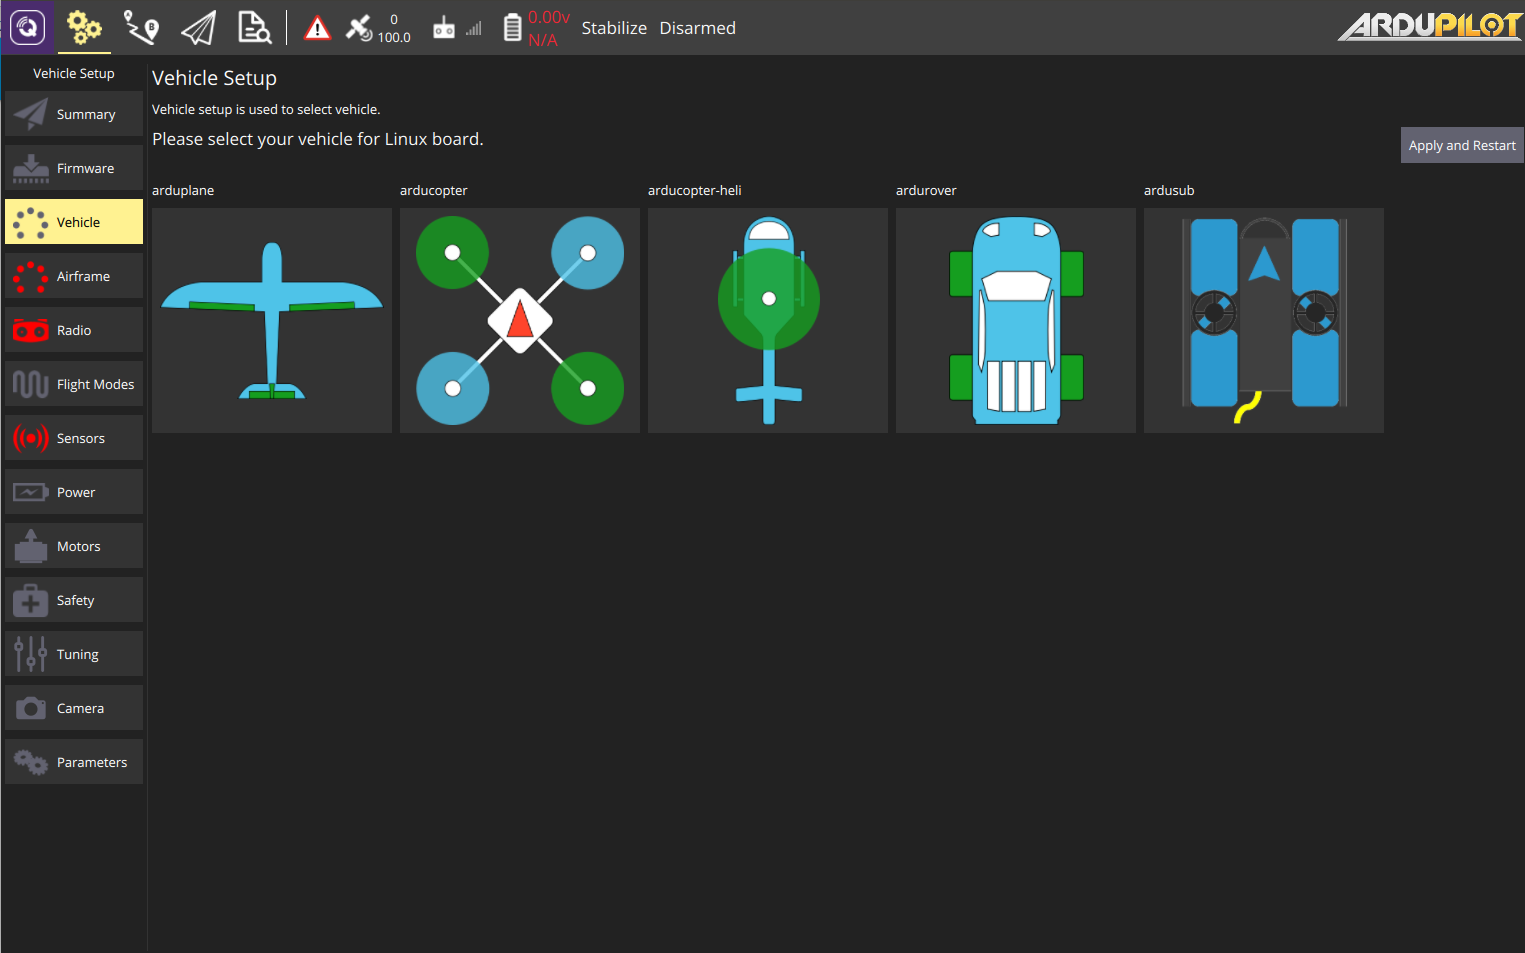 0
100.0
0.00v
N/A
Stabilize
Disarmed
ARDUPILOT
Vehicle Setup
Summary
Firmware
Vehicle
Airframe
Radio
Flight Modes
Sensors
Power
Motors
Safety
Tuning
Camera
Parameters
Vehicle Setup
Vehicle setup is used to select vehicle.
Please select your vehicle for Linux board.
Apply and Restart
arduplane
arducopter
arducopter-heli
ardurover
ardusub